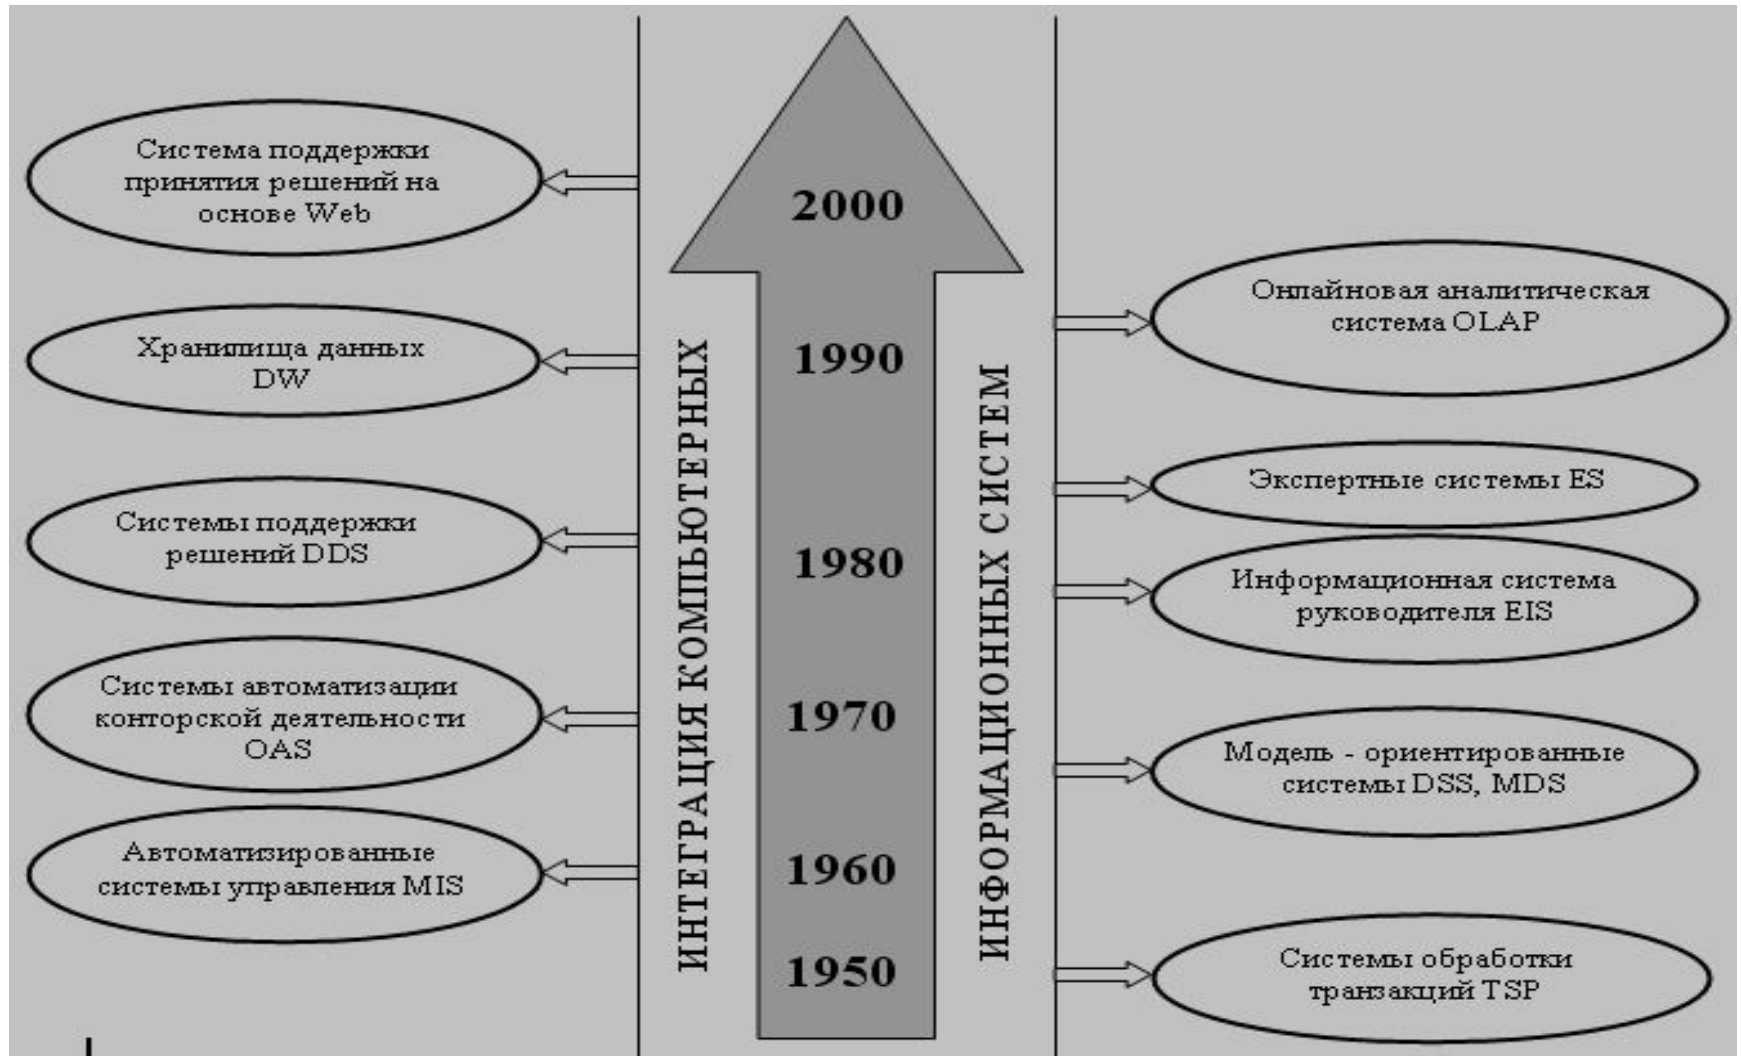 Система поддержки
принятия решений на
основе Web
Хранилища данных
DW
Системы поддержки
решений DDS
Системы автоматизации
конторской деятельности
OAS
Автоматизированные
системы управления MIS
ИНТЕГРАЦИЯ КОМПЬЮТЕРНЫХ
2000
1990
1980
1970
1960
1950
ИНФОРМАЦИОННЫХ СИСТЕМ
Онлайновая аналитическая
система OLAP
Экспертные системы ES
Информационная система
руководителя EIS
Модель - ориентированные
системы DSS, MDS
Системы обработки
транзакций TSP